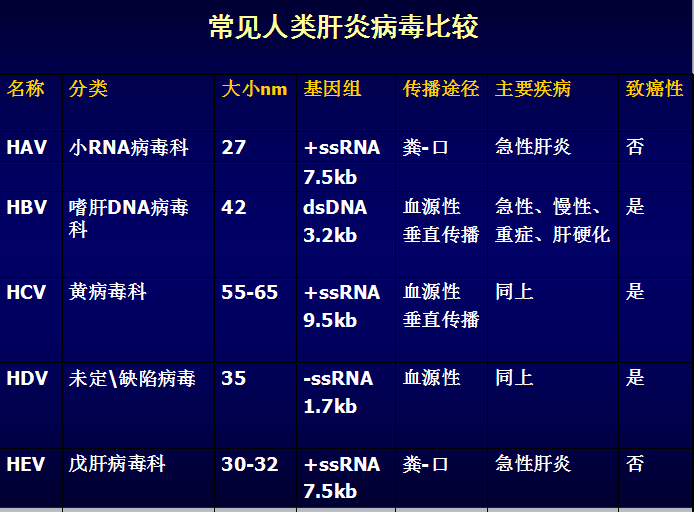 常见人类肝炎病毒比较
名称 分类 大小nm 基因组 传播途径 主要疾病 致癌性
HAV 小RNA病毒科 27 +ssRNA 粪-口 急性肝炎 否
7.5kb
HBV 嗜肝DNA病毒 42 dsDNA 血源性 急性、慢性、 是
科 3.2kb 垂直传播 重症、肝硬化
HCV 黄病毒科 55-65 +ssRNA 血源性 同上 是
9.5kb 垂直传播
HDV 未定\缺陷病毒 35 -ssRNA 血源性 同上 是
1.7kb
HEV 戊肝病毒科 30-32 +ssRNA 粪-口 急性肝炎 否
7.5kb